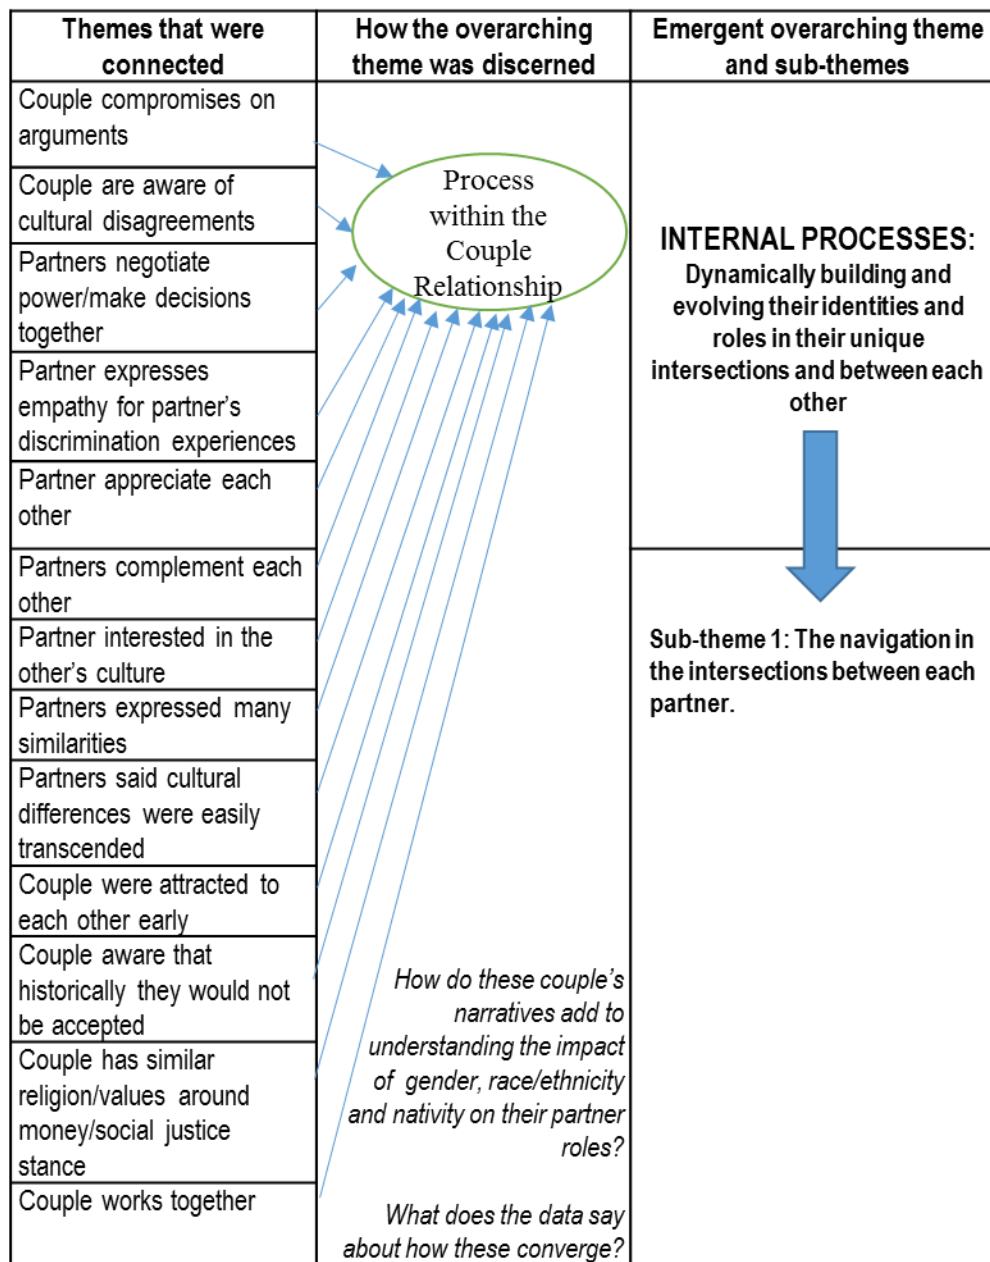 Themes that were
connected
How the overarching
theme was discerned
Emergent overarching theme
and sub-themes
Couple compromises on
arguments
Couple are aware of
cultural disagreements
Partners negotiate
power/make decisions
together
Partner expresses
empathy for partner’s
discrimination experiences
Partner appreciate each
other
Partners complement each
other
Partner interested in the
other’s culture
Partners expressed many
similarities
Partners said cultural
differences were easily
transcended
Couple were attracted to
each other early
Couple aware that
historically they would not
be accepted
Couple has similar
religion/values around
money/social justice
stance
Couple works together
Process
within the
Couple
Relationship
How do these couple’s
narratives add to
understanding the impact
of gender, race/ethnicity
and nativity on their partner
roles?
What does the data say
about how these converge?
INTERNAL PROCESSES:
Dynamically building and
evolving their identities and
roles in their unique
intersections and between each
other
Sub-theme 1: The navigation in
the intersections between each
partner.